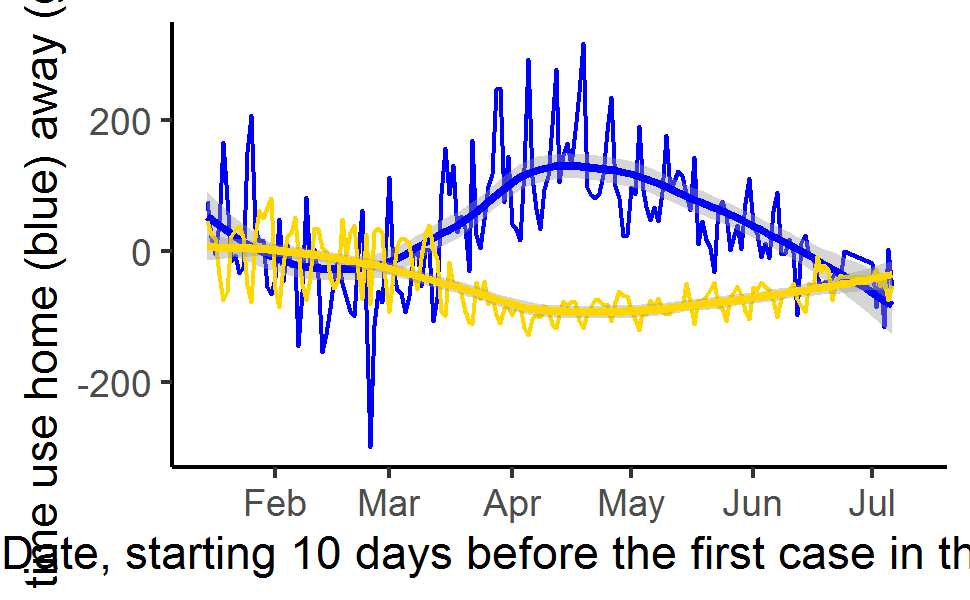 time use home (blue) away (
200
0
-200
Feb Mar Apr May Jun Jul
Date, starting 10 days before the first case in th